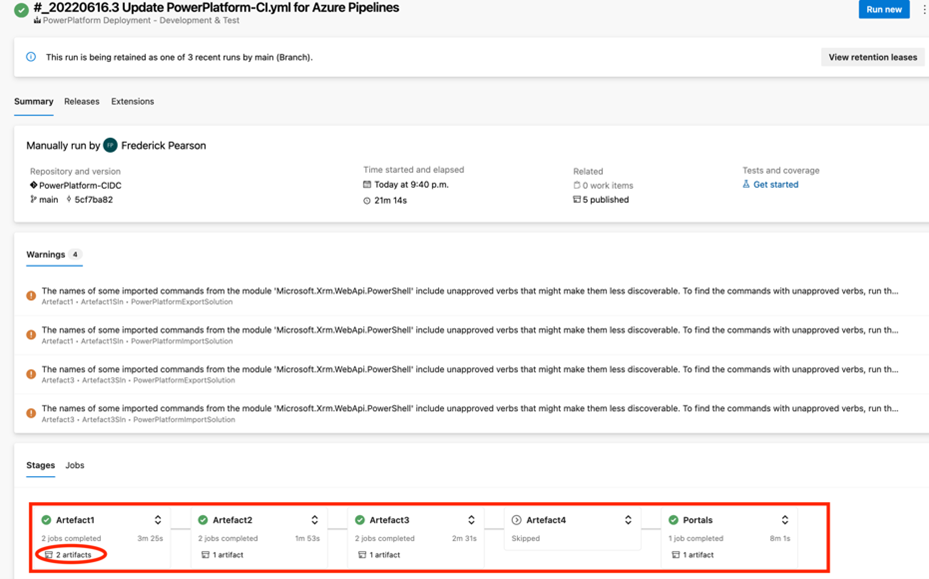 #_20220616.3 Update PowerPlatform-CI.yml for Azure Pipelines
Run new
PowerPlatform Deployment - Development & Test
This run is being retained as one of 3 recent runs by main (Branch).
View retention leases
Summary Releases Extensions
Manually run by FP Frederick Pearson
Repository and version Time started and elapsed Related Tests and coverage
PowerPlatform-CIDC Today at 9:40 p.m. 0 work items Get started
main 5cf7ba82 21m 14s 5 published
Warnings 4
The names of some imported commands from the module 'Microsoft.Xrm.WebApi.PowerShell' include unapproved verbs that might make them less discoverable. To find the commands with unapproved verbs, run th...
Artefact1 • Artefact1Sln • PowerPlatformExportSolution
The names of some imported commands from the module 'Microsoft.Xrm.WebApi.PowerShell' include unapproved verbs that might make them less discoverable. To find the commands with unapproved verbs, run th...
Artefact1 • Artefact1Sln • PowerPlatformImportSolution
The names of some imported commands from the module 'Microsoft.Xrm.WebApi.PowerShell' include unapproved verbs that might make them less discoverable. To find the commands with unapproved verbs, run th...
Artefact3 • Artefact3Sln • PowerPlatformExportSolution
The names of some imported commands from the module 'Microsoft.Xrm.WebApi.PowerShell' include unapproved verbs that might make them less discoverable. To find the commands with unapproved verbs, run th...
Artefact3 • Artefact3Sln • PowerPlatformImportSolution
Stages Jobs
Artefact1 Artefact2 Artefact3 Artefact4 Portals
2 jobs completed 3m 25s 2 jobs completed 1m 53s 2 jobs completed 2m 31s Skipped 1 job completed 8m 1s
2 artifacts 1 artifact 1 artifact 1 artifact